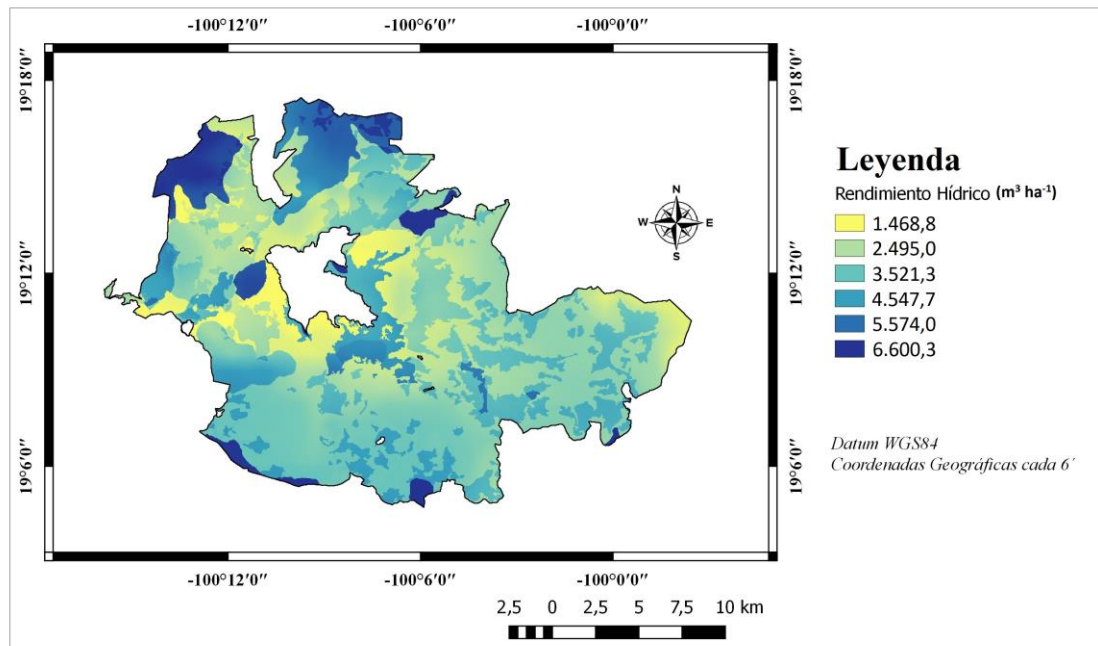 -100°12′0″ -100°6′0″ -100°0′0″
19°18′0″ 19°18′0″
19°12′0″ 19°12′0″
19°6′0″ 19°6′0″
N
W E
S
-100°12′0″ -100°6′0″ -100°0′0″
2,5 0 2,5 5 7,5 10 km
Leyenda
Rendimiento Hídrico (m³ ha⁻¹)
1.468,8
2.495,0
3.521,3
4.547,7
5.574,0
6.600,3
Datum WGS84
Coordenadas Geográficas cada 6´